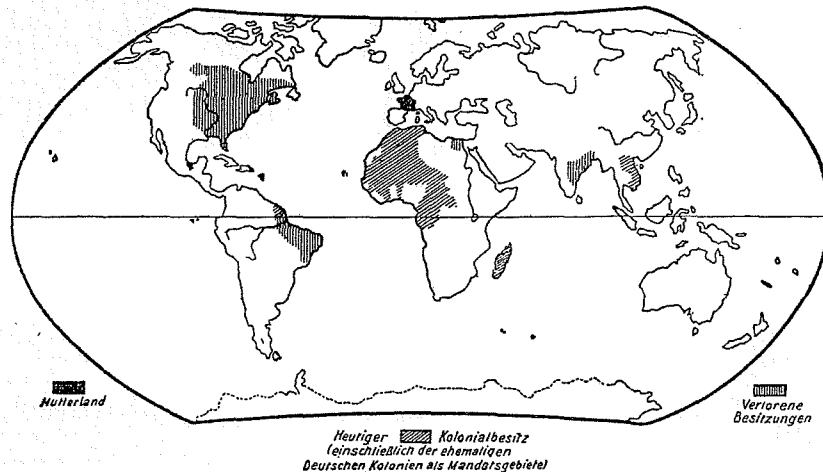 Mutterland
Heutiger Kolonialbesitz
(einschließlich der ehemaligen
Deutschen Kolonien als Mandatsgebiete)
Verlorene
Besitzungen